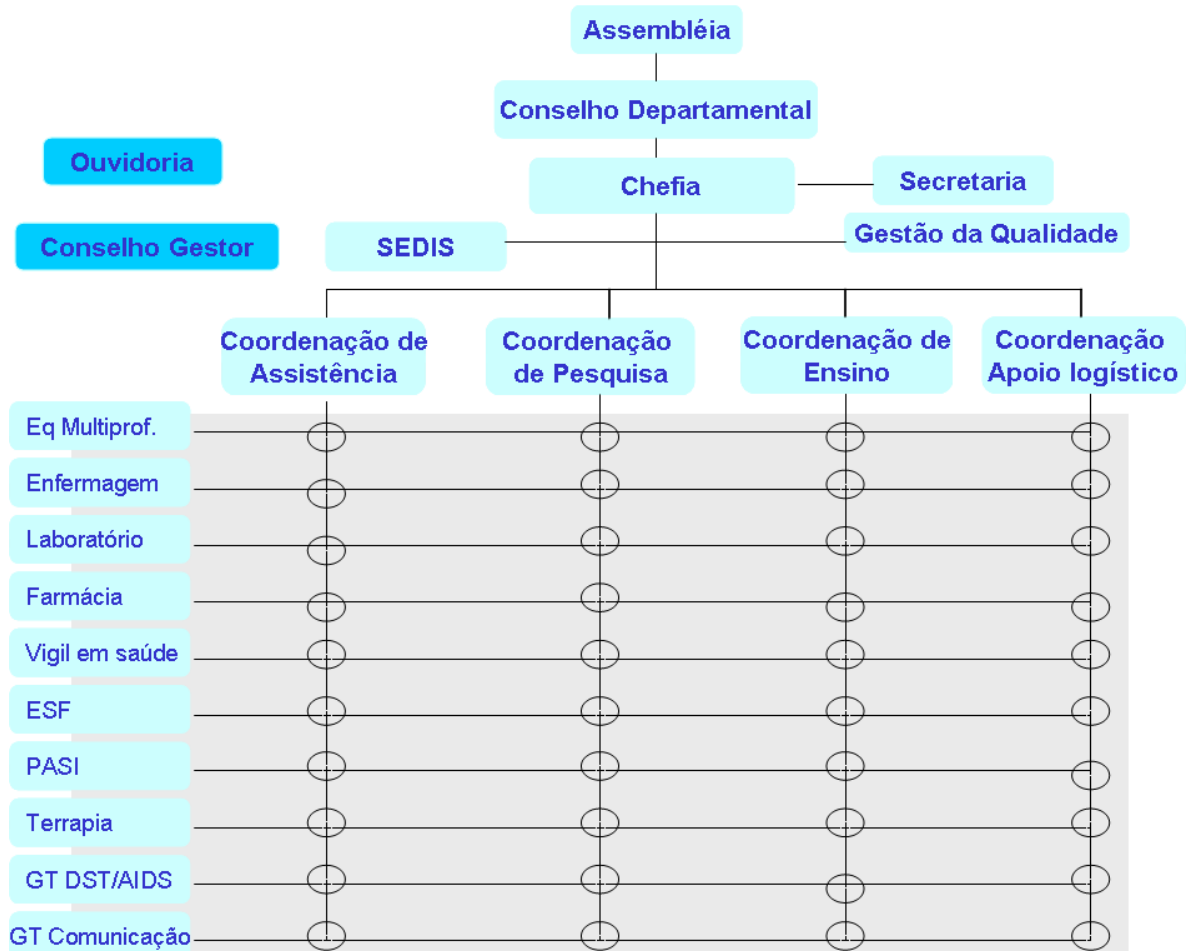 Assembléia
Conselho Departamental
Ouvidoria
Chefia
Secretaria
Conselho Gestor
SEDIS
Gestão da Qualidade
Coordenação de
Assistência
Coordenação
de Pesquisa
Coordenação de
Ensino
Coordenação
Apoio logístico
Eq Multiprof.
Enfermagem
Laboratório
Farmácia
Vigil em saúde
ESF
PASI
Terrapia
GT DST/AIDS
GT Comunicação